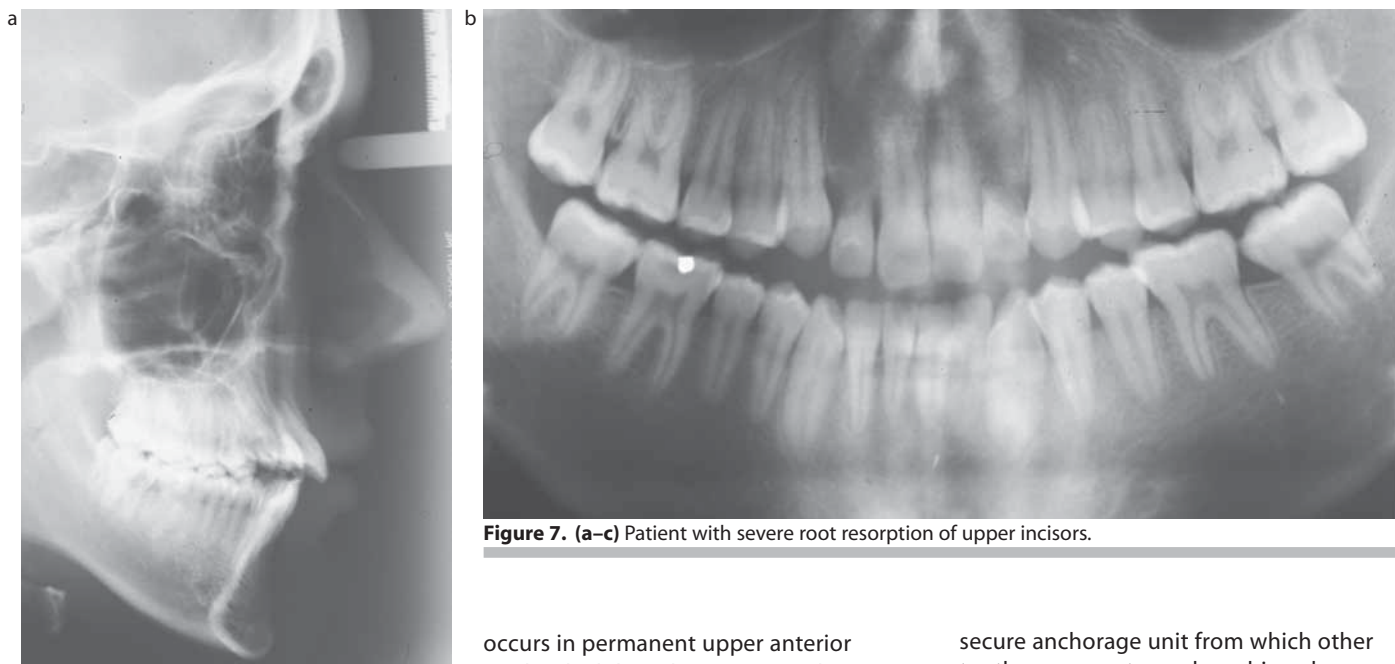 a
b
Figure 7. (a–c) Patient with severe root resorption of upper incisors.
occurs in permanent upper anterior
secure anchorage unit from which other